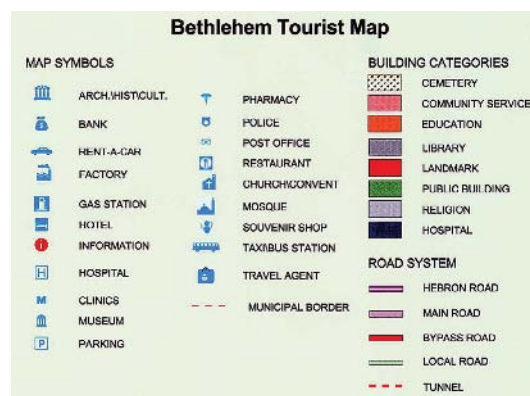 Bethlehem Tourist Map
MAP SYMBOLS
ARCH.\HIST\CULT.
BANK
RENT-A-CAR
FACTORY
GAS STATION
HOTEL
INFORMATION
H
HOSPITAL
M
CLINICS
MUSEUM
P
PARKING
PHARMACY
POLICE
POST OFFICE
RESTAURANT
CHURCH\CONVENT
MOSQUE
SOUVENIR SHOP
TAXI\BUS STATION
TRAVEL AGENT
MUNICIPAL BORDER
BUILDING CATEGORIES
CEMETERY
COMMUNITY SERVICE
EDUCATION
LIBRARY
LANDMARK
PUBLIC BUILDING
RELIGION
HOSPITAL
ROAD SYSTEM
HEBRON ROAD
MAIN ROAD
BYPASS ROAD
LOCAL ROAD
TUNNEL